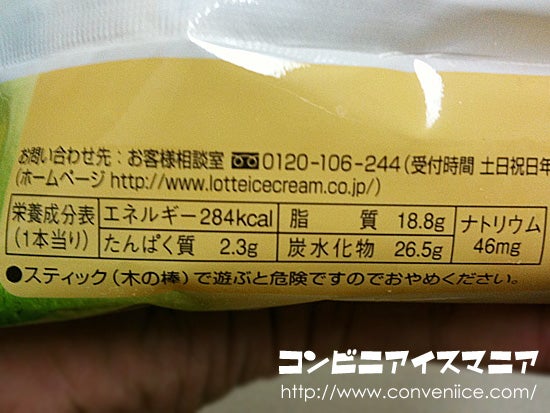 お問い合わせ先:お客様相談室 0120-106-244(受付時間 土日祝日年
(ホームページ http://www.lotteicecream.co.jp/)
栄養成分表 エネルギー284kcal 脂 質 18.8g ナトリウム
(1本当り) たんぱく質 2.3g 炭水化物 26.5g 46mg
●スティック(木の棒)で遊ぶと危険ですのでおやめください。
コンビニアイスマニア
http://www.conveniice.com/